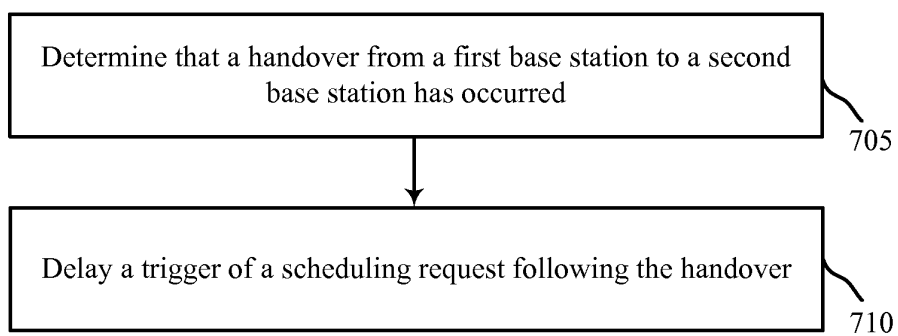 Determine that a handover from a first base station to a second
base station has occurred
705
Delay a trigger of a scheduling request following the handover
710